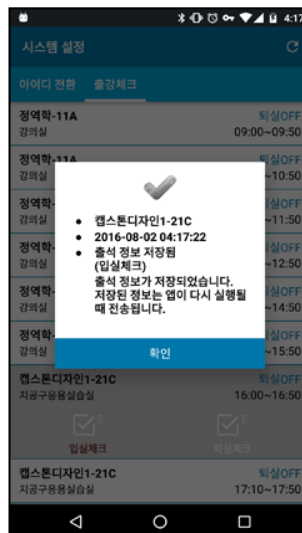 4:17
시스템 설정
아이디 전환 출강체크
정역학-11A 퇴실OFF
강의실 09:00~09:50
정역학-11A 퇴실OFF
강의실 ~10:50
정역학- 퇴실OFF
강의실 ~11:50
정역학- 퇴실OFF
강의실 ~12:50
정역학- 퇴실OFF
강의실 ~14:50
정역학- 퇴실OFF
강의실 ~15:50
• 캡스톤디자인1-21C
• 2016-08-02 04:17:22
• 출석 정보 저장됨
(입실체크)
출석 정보가 저장되었습니다.
저장된 정보는 앱이 다시 실행될
때 전송됩니다.
확인
캡스톤디자인1-21C 퇴실OFF
지공구응용실습실 16:00~16:50
S E
입실체크 퇴실체크
캡스톤디자인1-21C 퇴실OFF
지공구응용실습실 17:10~17:50